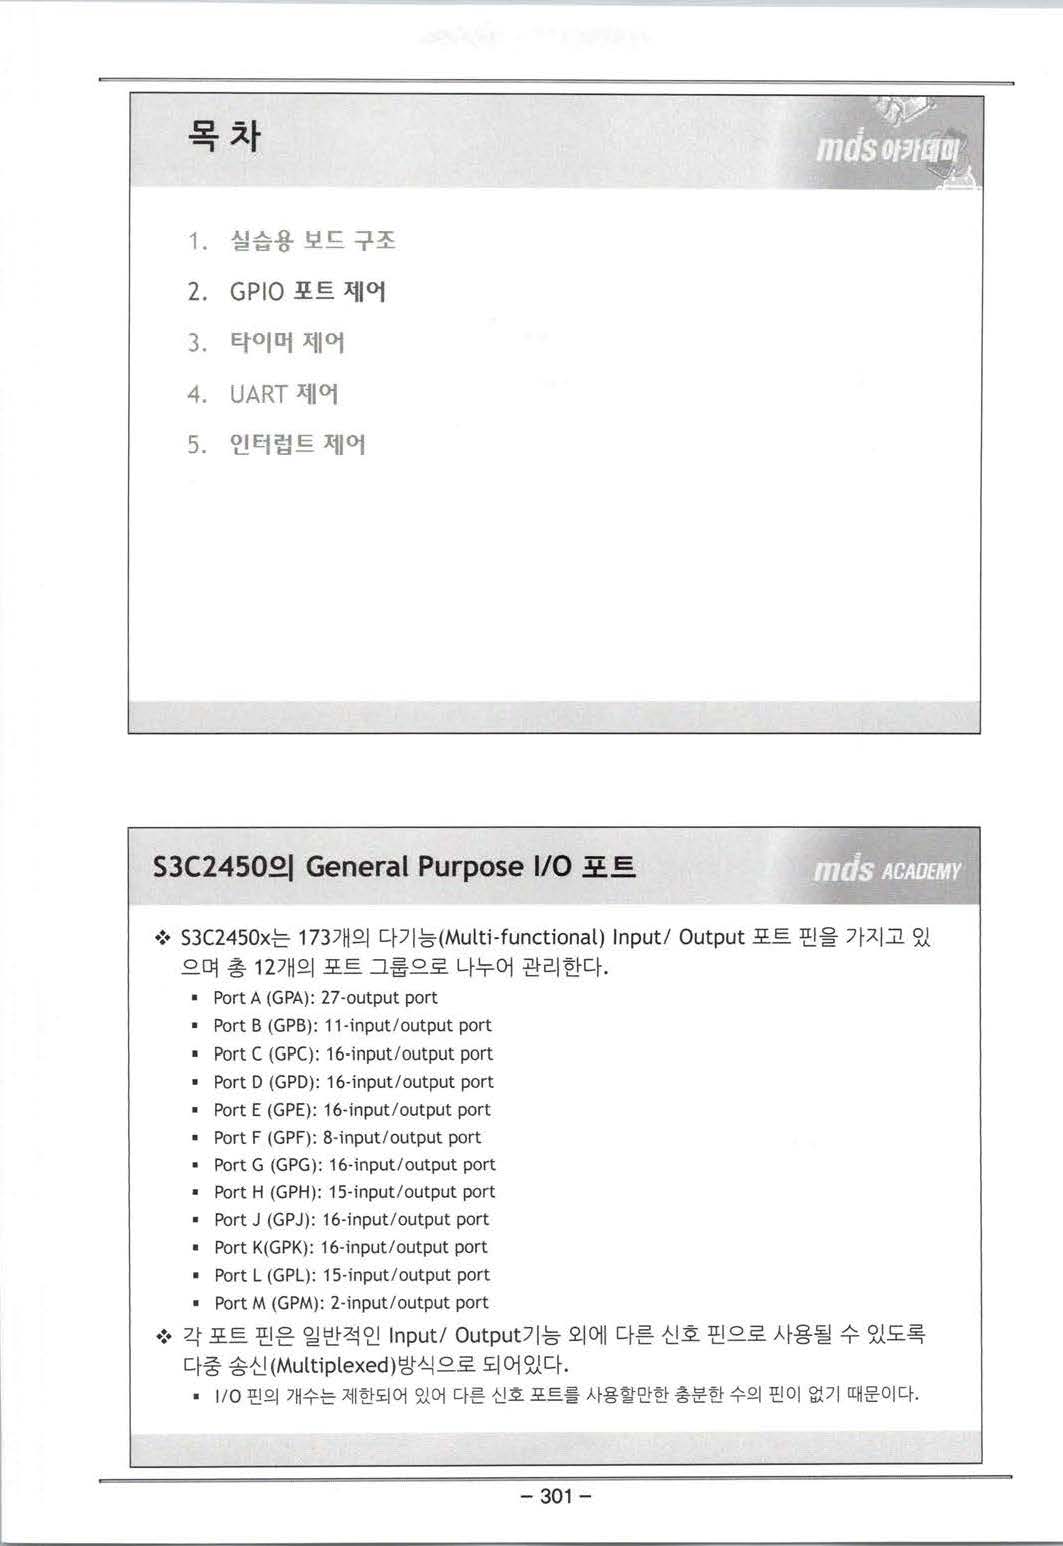 목 차
mds 아카데미
1. 실습용 보드 구조
2. GPIO 포트 제어
3. 타이머 제어
4. UART 제어
5. 인터럽트 제어
S3C2450의 General Purpose I/O 포트
mds ACADEMY
❖ S3C2450x는 173개의 다기능(Multi-functional) Input/ Output 포트 핀을 가지고 있
으며 총 12개의 포트 그룹으로 나누어 관리한다.
▪ Port A (GPA): 27-output port
▪ Port B (GPB): 11-input/output port
▪ Port C (GPC): 16-input/output port
▪ Port D (GPD): 16-input/output port
▪ Port E (GPE): 16-input/output port
▪ Port F (GPF): 8-input/output port
▪ Port G (GPG): 16-input/output port
▪ Port H (GPH): 15-input/output port
▪ Port J (GPJ): 16-input/output port
▪ Port K(GPK): 16-input/output port
▪ Port L (GPL): 15-input/output port
▪ Port M (GPM): 2-input/output port
❖ 각 포트 핀은 일반적인 Input/ Output기능 외에 다른 신호 핀으로 사용될 수 있도록
다중 송신(Multiplexed)방식으로 되어있다.
▪ I/O 핀의 개수는 제한되어 있어 다른 신호 포트를 사용할만한 충분한 수의 핀이 없기 때문이다.
- 301 -